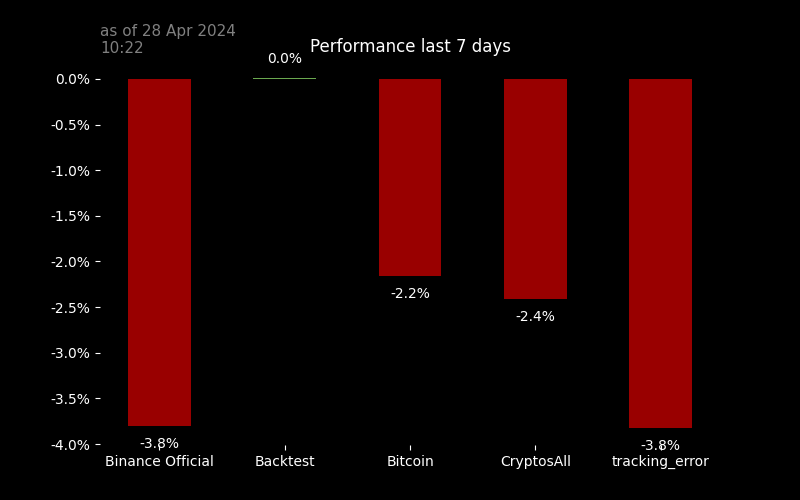 as of 28 Apr 2024
10:22
Performance last 7 days
0.0%
0.0%
-0.5%
-1.0%
-1.5%
-2.0%
-2.5%
-3.0%
-3.5%
-4.0%
-2.2%
-2.4%
-3.8%
-3.8%
Binance Official
Backtest
Bitcoin
CryptosAll
tracking_error